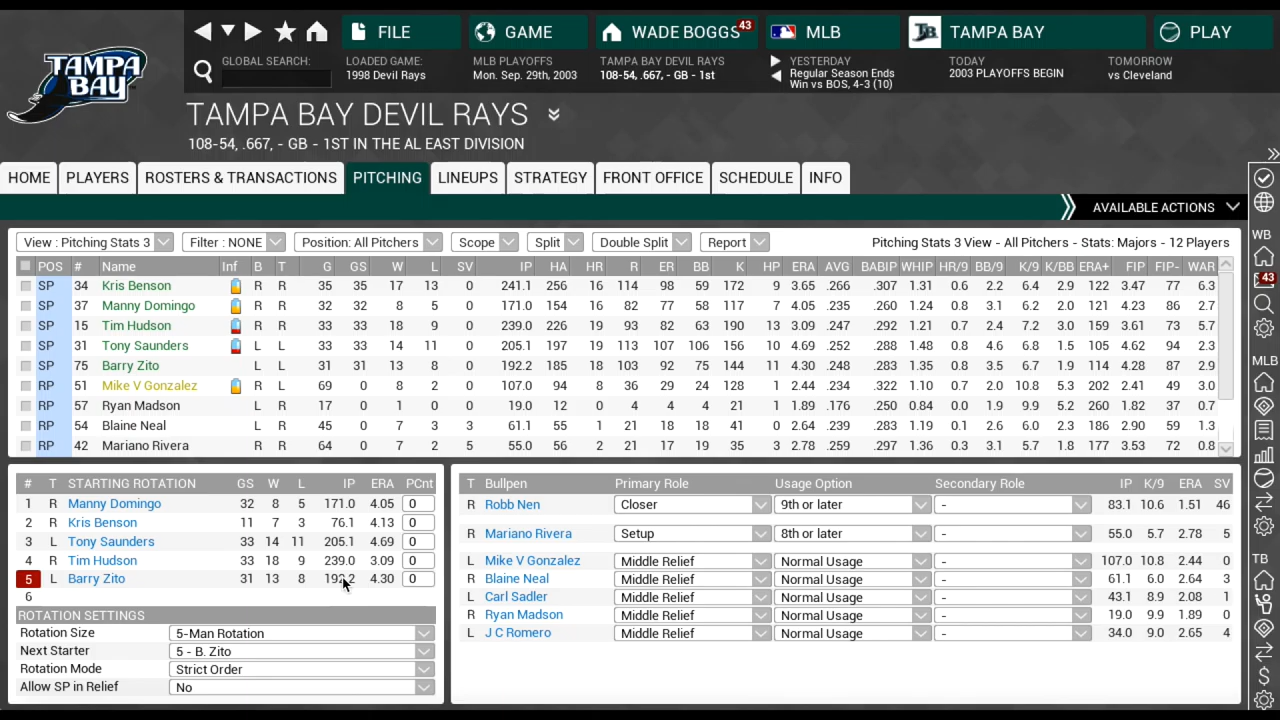 TAMPA BAY
FILE GAME WADE BOGGS 43 MLB TAMPA BAY PLAY
GLOBAL SEARCH: LOADED GAME: MLB PLAYOFFS TAMPA BAY DEVIL RAYS YESTERDAY TODAY TOMORROW
1998 Devil Rays Mon. Sep. 29th, 2003 108-54, .667, - GB - 1st Regular Season Ends 2003 PLAYOFFS BEGIN vs Cleveland
Win vs BOS, 4-3 (10)
TAMPA BAY DEVIL RAYS
108-54, .667, - GB - 1ST IN THE AL EAST DIVISION
HOME PLAYERS ROSTERS & TRANSACTIONS PITCHING LINEUPS STRATEGY FRONT OFFICE SCHEDULE INFO
AVAILABLE ACTIONS
View : Pitching Stats 3 Filter : NONE Position: All Pitchers Scope Split Double Split Report Pitching Stats 3 View - All Pitchers - Stats: Majors - 12 Players
POS # Name Inf B T G GS W L SV IP HA HR R ER BB K HP ERA AVG BABIP WHIP HR/9 BB/9 K/9 K/BB ERA+ FIP FIP- WAR
SP 34 Kris Benson R R 35 35 17 13 0 241.1 256 16 114 98 59 172 9 3.65 .266 .307 1.31 0.6 2.2 6.4 2.9 122 3.47 77 6.3
SP 37 Manny Domingo R R 32 32 8 5 0 171.0 154 16 82 77 58 117 7 4.05 .235 .260 1.24 0.8 3.1 6.2 2.0 121 4.23 86 2.7
SP 15 Tim Hudson R R 33 33 18 9 0 239.0 226 19 93 82 63 190 13 3.09 .247 .292 1.21 0.7 2.4 7.2 3.0 159 3.61 73 5.7
SP 31 Tony Saunders L L 33 33 14 11 0 205.1 197 19 113 107 106 156 10 4.69 .252 .288 1.48 0.8 4.6 6.8 1.5 105 4.62 94 2.3
SP 75 Barry Zito L L 31 31 13 8 0 192.2 185 18 103 92 75 144 11 4.30 .248 .283 1.35 0.8 3.5 6.7 1.9 114 4.28 87 2.9
RP 51 Mike V Gonzalez R L 69 0 8 2 0 107.0 94 8 36 29 24 128 1 2.44 .234 .322 1.10 0.7 2.0 10.8 5.3 202 2.41 49 3.0
RP 57 Ryan Madson L R 17 0 1 0 0 19.0 12 0 4 4 4 21 1 1.89 .176 .250 0.84 0.0 1.9 9.9 5.2 260 1.82 37 0.7
RP 54 Blaine Neal L R 45 0 7 3 3 61.1 55 1 21 18 18 41 0 2.64 .239 .283 1.19 0.1 2.6 6.0 2.3 186 2.90 59 1.3
RP 42 Mariano Rivera R R 64 0 7 2 5 55.0 56 2 21 17 19 35 3 2.78 .259 .297 1.36 0.3 3.1 5.7 1.8 177 3.53 72 0.8
# T STARTING ROTATION GS W L IP ERA PCnt
1 R Manny Domingo 32 8 5 171.0 4.05 0
2 R Kris Benson 11 7 3 76.1 4.13 0
3 L Tony Saunders 33 14 11 205.1 4.69 0
4 R Tim Hudson 33 18 9 239.0 3.09 0
5 L Barry Zito 31 13 8 192.2 4.30 0
6
ROTATION SETTINGS
Rotation Size 5-Man Rotation
Next Starter 5 - B. Zito
Rotation Mode Strict Order
Allow SP in Relief No
T Bullpen Primary Role Usage Option Secondary Role IP K/9 ERA SV
R Robb Nen Closer 9th or later - 83.1 10.6 1.51 46
R Mariano Rivera Setup 8th or later - 55.0 5.7 2.78 5
L Mike V Gonzalez Middle Relief Normal Usage - 107.0 10.8 2.44 0
R Blaine Neal Middle Relief Normal Usage - 61.1 6.0 2.64 3
L Carl Sadler Middle Relief Normal Usage - 43.1 8.9 2.08 1
R Ryan Madson Middle Relief Normal Usage - 19.0 9.9 1.89 0
L J C Romero Middle Relief Normal Usage - 34.0 9.0 2.65 4
WB
43
MLB
TB